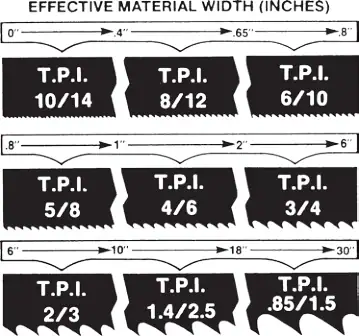 EFFECTIVE MATERIAL WIDTH (INCHES)
0" .4" .65" .8"
T.P.I. T.P.I. T.P.I.
10/14 8/12 6/10
.8" 1" 2" 6"
T.P.I. T.P.I. T.P.I.
5/8 4/6 3/4
6" 10" 18" 30"
T.P.I. T.P.I. T.P.I.
2/3 1.4/2.5 .85/1.5